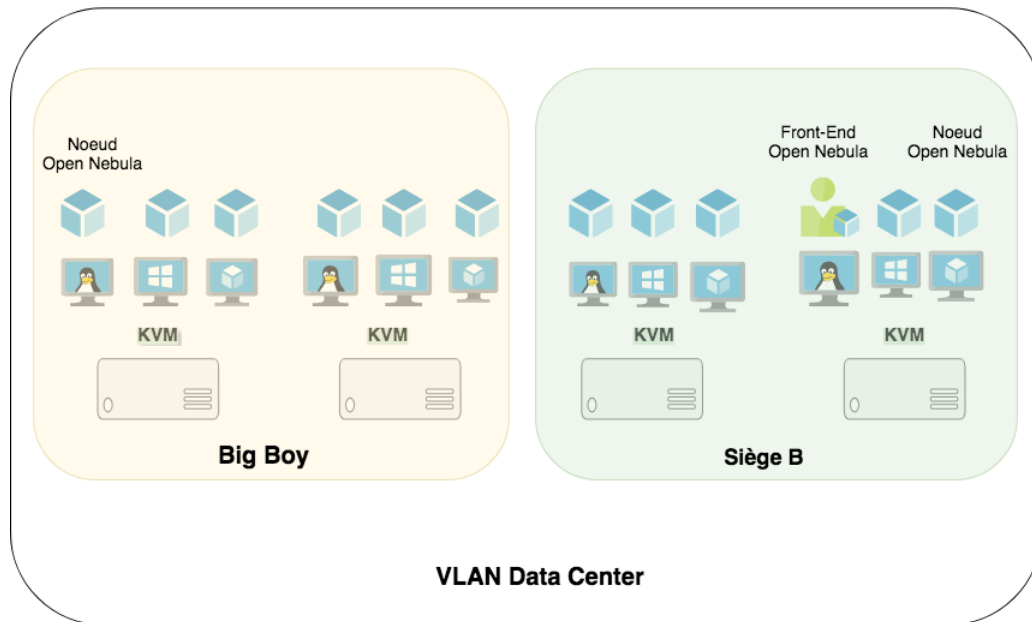 Noeud
Open Nebula
Front-End
Open Nebula
Noeud
Open Nebula
KVM
KVM
KVM
KVM
Big Boy
Siège B
VLAN Data Center